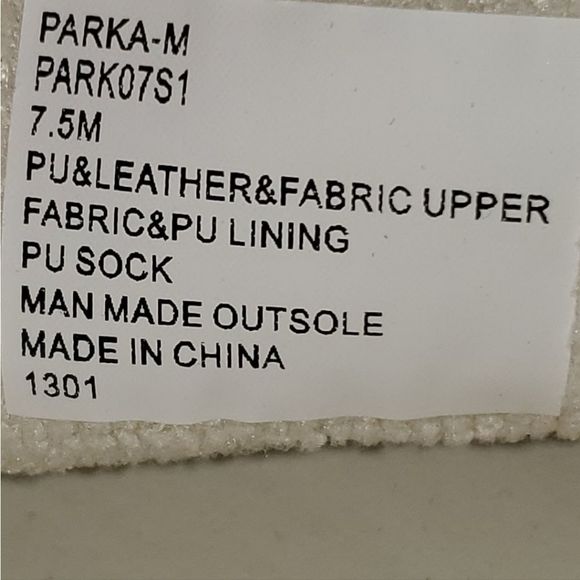 PARKA-M
PARK07S1
7.5M
PU&LEATHER&FABRIC UPPER
FABRIC&PU LINING
PU SOCK
MAN MADE OUTSOLE
MADE IN CHINA
1301